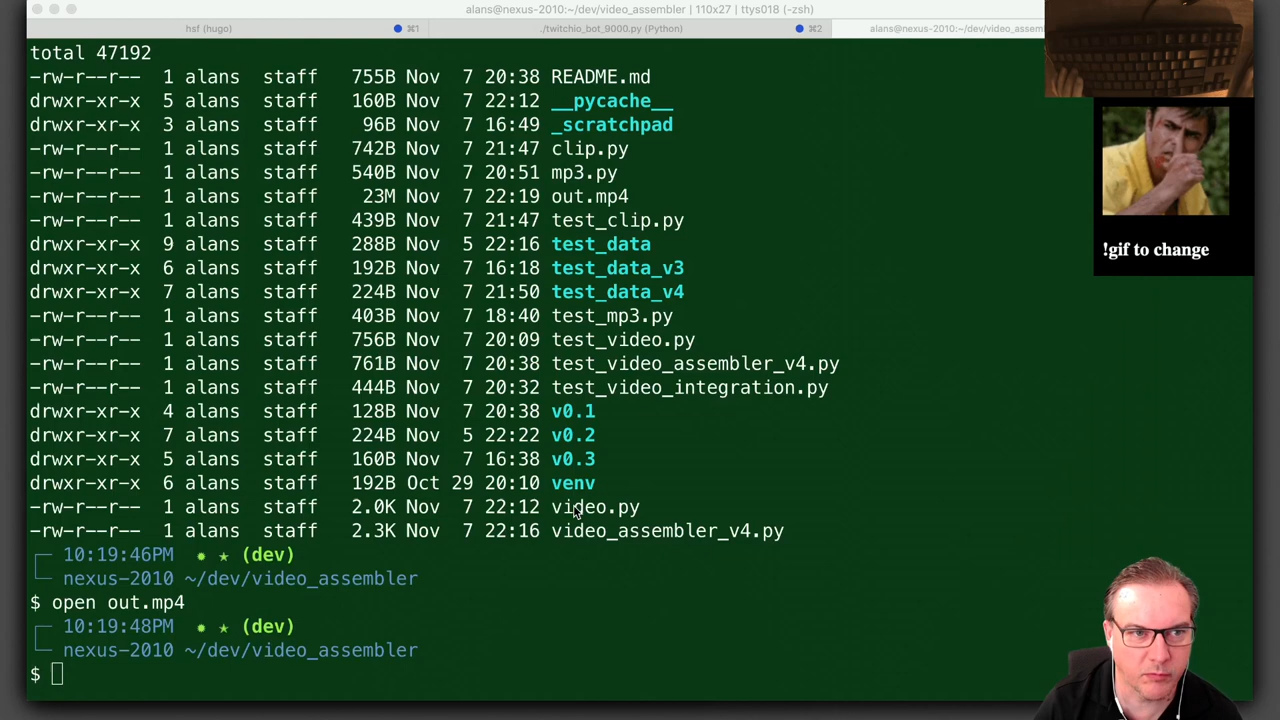 alans@nexus-2010:~/dev/video_assembler | 110x27 | ttys018 (-zsh)
hsf (hugo) ⌘1 ./twitchio_bot_9000.py (Python) ⌘2 alans@nexus-2010:~/dev/video_assem
total 47192
-rw-r--r-- 1 alans staff 755B Nov 7 20:38 README.md
drwxr-xr-x 5 alans staff 160B Nov 7 22:12 __pycache__
drwxr-xr-x 3 alans staff 96B Nov 7 16:49 _scratchpad
-rw-r--r-- 1 alans staff 742B Nov 7 21:47 clip.py
-rw-r--r-- 1 alans staff 540B Nov 7 20:51 mp3.py
-rw-r--r-- 1 alans staff 23M Nov 7 22:19 out.mp4
-rw-r--r-- 1 alans staff 439B Nov 7 21:47 test_clip.py
drwxr-xr-x 9 alans staff 288B Nov 5 22:16 test_data
drwxr-xr-x 6 alans staff 192B Nov 7 16:18 test_data_v3
drwxr-xr-x 7 alans staff 224B Nov 7 21:50 test_data_v4
-rw-r--r-- 1 alans staff 403B Nov 7 18:40 test_mp3.py
-rw-r--r-- 1 alans staff 756B Nov 7 20:09 test_video.py
-rw-r--r-- 1 alans staff 761B Nov 7 20:38 test_video_assembler_v4.py
-rw-r--r-- 1 alans staff 444B Nov 7 20:32 test_video_integration.py
drwxr-xr-x 4 alans staff 128B Nov 7 20:38 v0.1
drwxr-xr-x 7 alans staff 224B Nov 5 22:22 v0.2
drwxr-xr-x 5 alans staff 160B Nov 7 16:38 v0.3
drwxr-xr-x 6 alans staff 192B Oct 29 20:10 venv
-rw-r--r-- 1 alans staff 2.0K Nov 7 22:12 video.py
-rw-r--r-- 1 alans staff 2.3K Nov 7 22:16 video_assembler_v4.py
10:19:46PM ✹ ★ (dev)
nexus-2010 ~/dev/video_assembler
$ open out.mp4
10:19:48PM ✹ ★ (dev)
nexus-2010 ~/dev/video_assembler
$
!gif to change